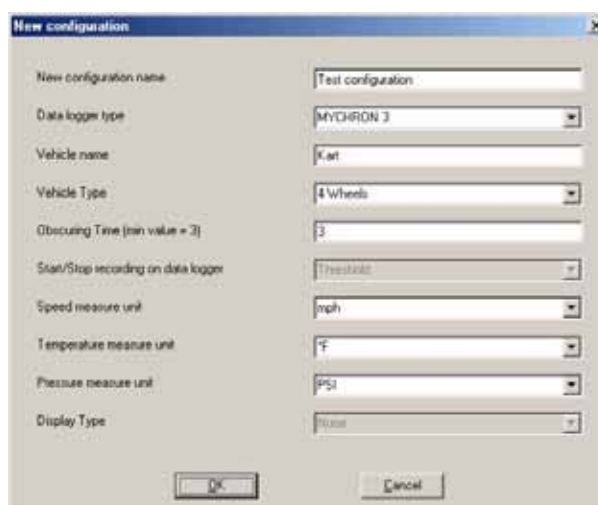 New configuration
New configuration name Test configuration
Data logger type MYCHRON 3
Vehicle name Kart
Vehicle Type 4 Wheels
Obscuring Time (min value = 3) 3
Start/Stop recording on data logger Threshold
Speed measure unit mph
Temperature measure unit °F
Pressure measure unit PSI
Display Type None
OK Cancel